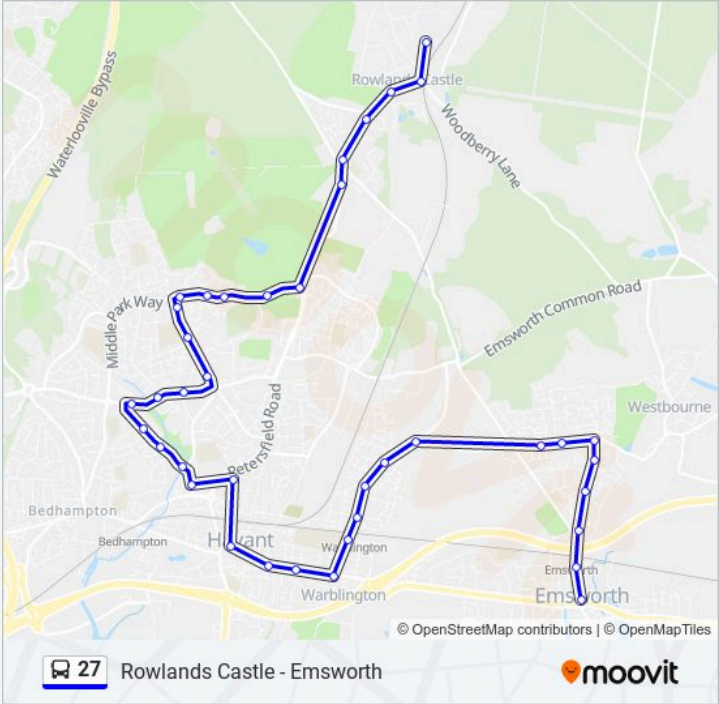 Waterlooville Bypass
Rowlands Castle
Woodberry Lane
Middle Park Way
Emsworth Common Road
Petersfield Road
Westbourne
Bedhampton
Bedhampton
Havant
Warblington
Warblington
Emsworth
Emsworth
© OpenStreetMap contributors | © OpenMapTiles
27 Rowlands Castle - Emsworth
moovit